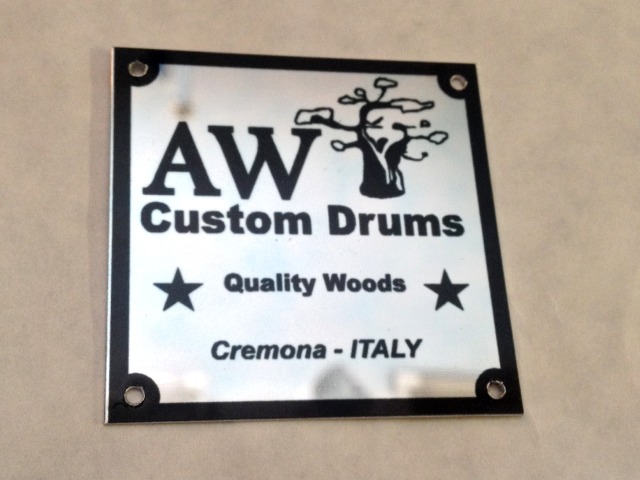 AW
Custom Drums
Quality Woods
Cremona - ITALY